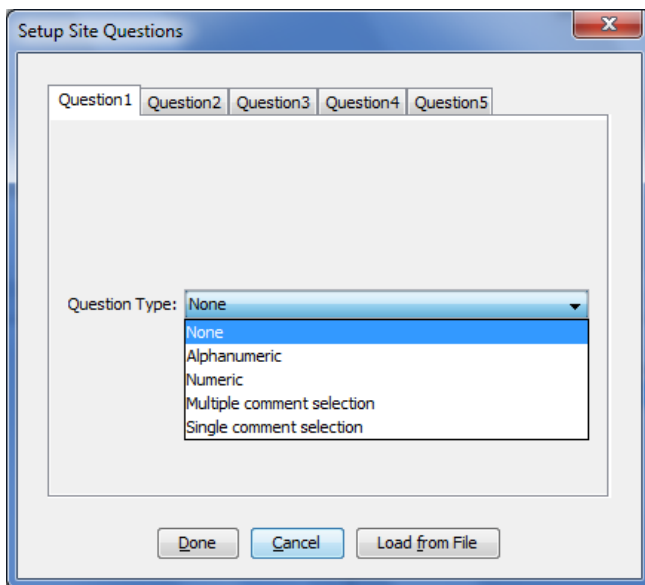 Setup Site Questions
Question1 Question2 Question3 Question4 Question5
Question Type: None
None
Alphanumeric
Numeric
Multiple comment selection
Single comment selection
Done Cancel Load from File